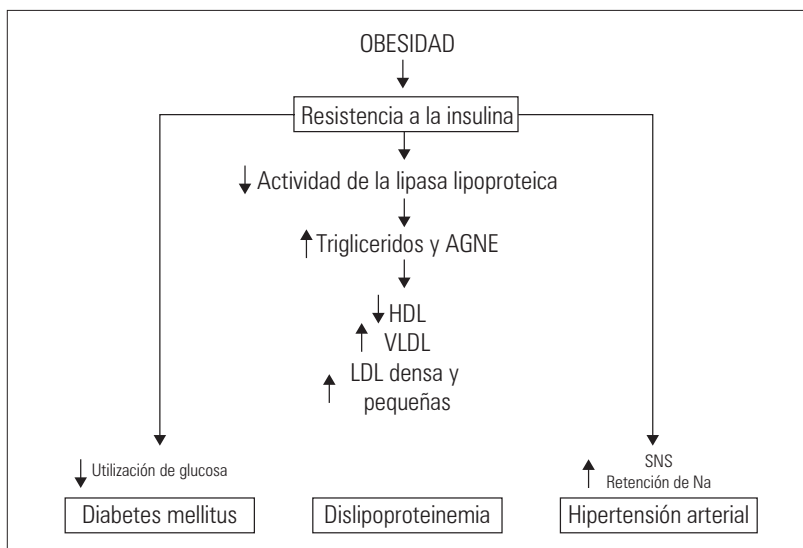 OBESIDAD
Resistencia a la insulina
Actividad de la lipasa lipoproteica
Trigliceridos y AGNE
HDL
VLDL
LDL densa y
pequeñas
Utilización de glucosa
SNS
Retención de Na
Diabetes mellitus
Dislipoproteinemia
Hipertensión arterial